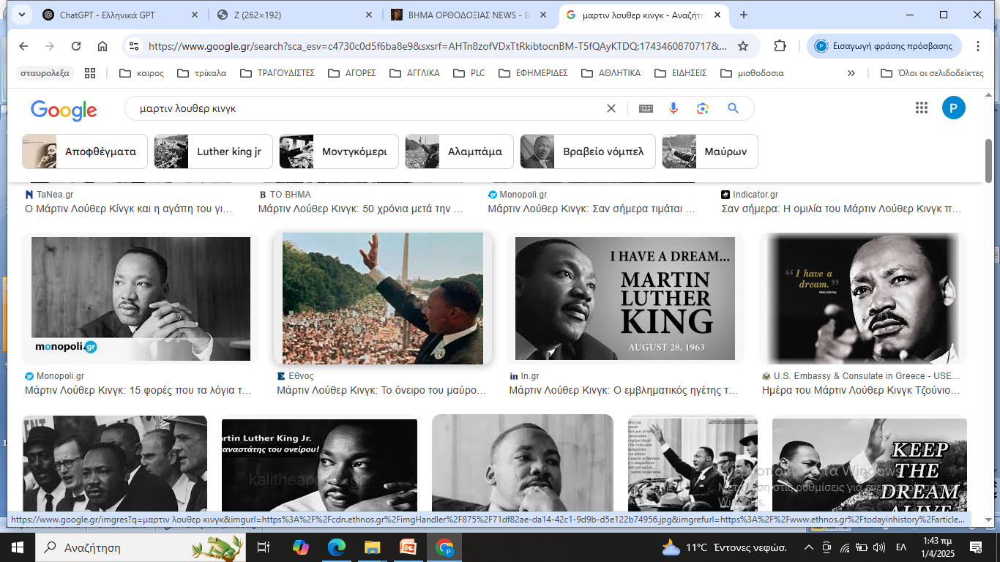 ChatGPT - Ελληνικά GPT
Z (262×192)
ΒΗΜΑ ΟΡΘΟΔΟΞΙΑΣ NEWS - Β
μαρτιν λουθερ κινγκ - Αναζήτη
https://www.google.gr/search?sca_esv=c4730c0d5f6ba8e9&sxsrf=AHTn8zofVDxTtRkibtocnBM-T5fQAyKTDQ:1743460870717&...
Εισαγωγή φράσης πρόσβασης
σταυρολεξα
καιρος
τρίκαλα
ΤΡΑΓΟΥΔΙΣΤΕΣ
ΑΓΟΡΕΣ
ΑΓΓΛΙΚΑ
PLC
ΕΦΗΜΕΡΙΔΕΣ
ΑΘΛΗΤΙΚΑ
ΕΙΔΗΣΕΙΣ
μισθοδοσια
Όλοι οι σελιδοδείκτες
Google
μαρτιν λουθερ κινγκ
P
Αποφθέγματα
Luther king jr
Μοντγκόμερι
Αλαμπάμα
Βραβείο νόμπελ
Μαύρων
TaNea.gr
Ο Μάρτιν Λούθερ Κίνγκ και η αγάπη του γι...
ΤΟ ΒΗΜΑ
Μάρτιν Λούθερ Κινγκ: 50 χρόνια μετά την ...
Monopoli.gr
Μάρτιν Λούθερ Κινγκ: Σαν σήμερα τιμάται ...
Indicator.gr
Σαν σήμερα: Η ομιλία του Μάρτιν Λούθερ Κινγκ π...
monopoli.gr
I HAVE A DREAM...
MARTIN
LUTHER
KING
AUGUST 28, 1963
“I have a
dream.”
Martin Luther King
Monopoli.gr
Μάρτιν Λούθερ Κινγκ: 15 φορές που τα λόγια τ...
Εθνος
Μάρτιν Λούθερ Κινγκ: Το όνειρο του μαύρο...
In.gr
Μάρτιν Λούθερ Κινγκ: Ο εμβληματικός ηγέτης τ...
U.S. Embassy & Consulate in Greece - USE...
Ημέρα του Μάρτιν Λούθερ Κινγκ Τζούνιο...
rtin Luther King Jr.
παναστάτης του ονείρου!
kalitheap
KEEP
THE
DREAM
ALIVE
στα Windows
Μετάβαση στις ρυθμίσεις για
Windows.
https://www.google.gr/imgres?q=μαρτιν λουθερ κινγκ&imgurl=https%3A%2F%2Fcdn.ethnos.gr%2FimgHandler%2F875%2F71df82ae-da14-42c1-9d9b-d5e122b74956.jpg&imgrefurl=https%3A%2F%2Fwww.ethnos.gr%2Ftodayinhistory%2Farticle...
Αναζήτηση
11°C Έντονες νεφώσ.
ΕΛ
1:43 πμ
1/4/2025